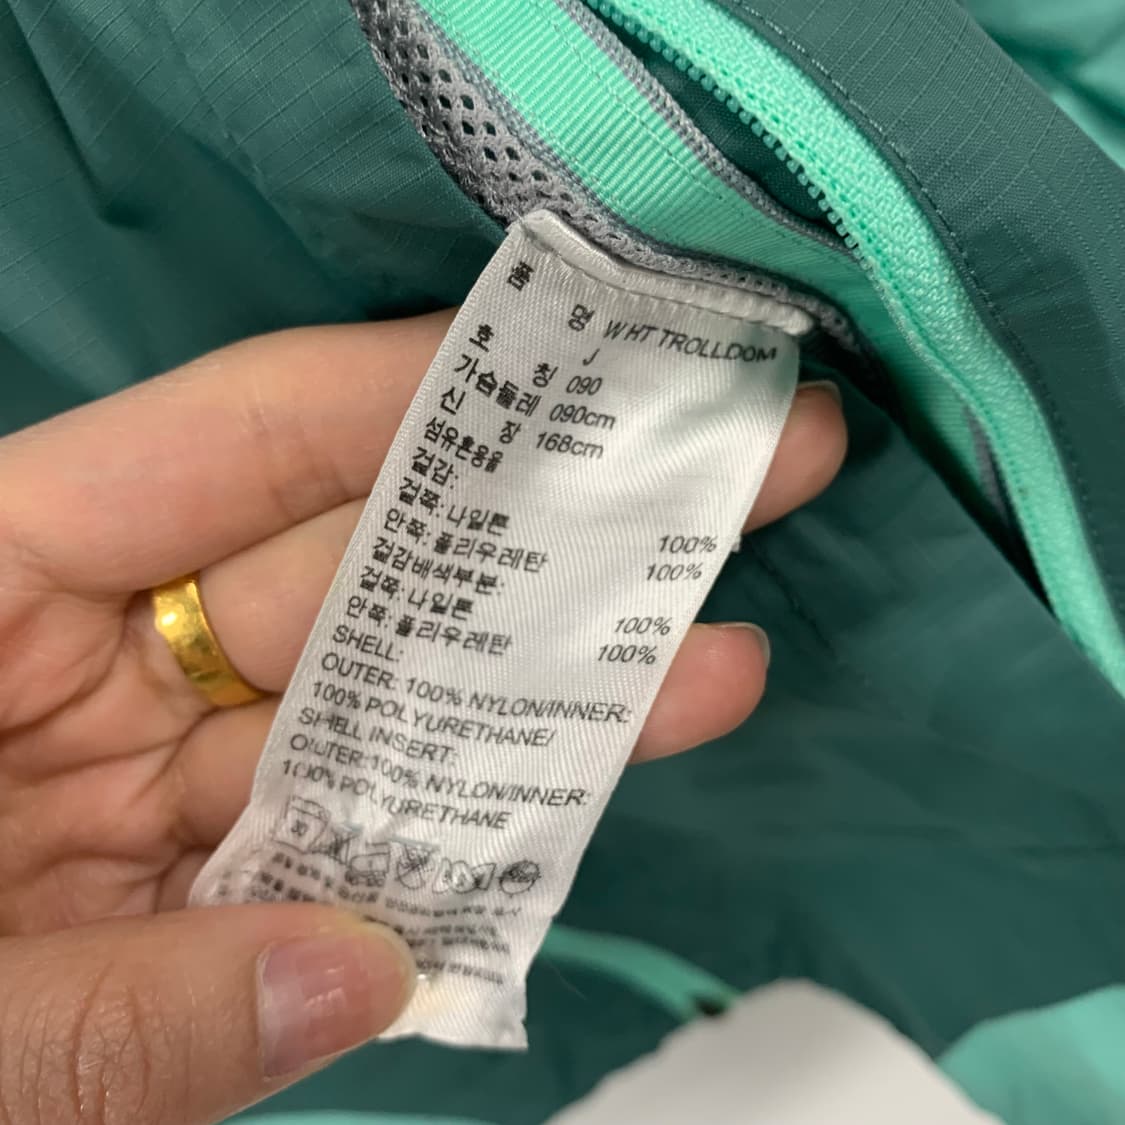 품 명 WHT TROLLDOM J
호 칭 090
가슴둘레 090cm
신 장 168cm
섬유혼용율
겉감:
겉쪽:나일론 100%
안쪽:폴리우레탄 100%
겉감배색부분:
겉쪽:나일론 100%
안쪽:폴리우레탄 100%
SHELL:
OUTER: 100% NYLON/INNER:
100% POLYURETHANE/
SHELL INSERT:
OUTER:100% NYLON/INNER:
100% POLYURETHANE
30